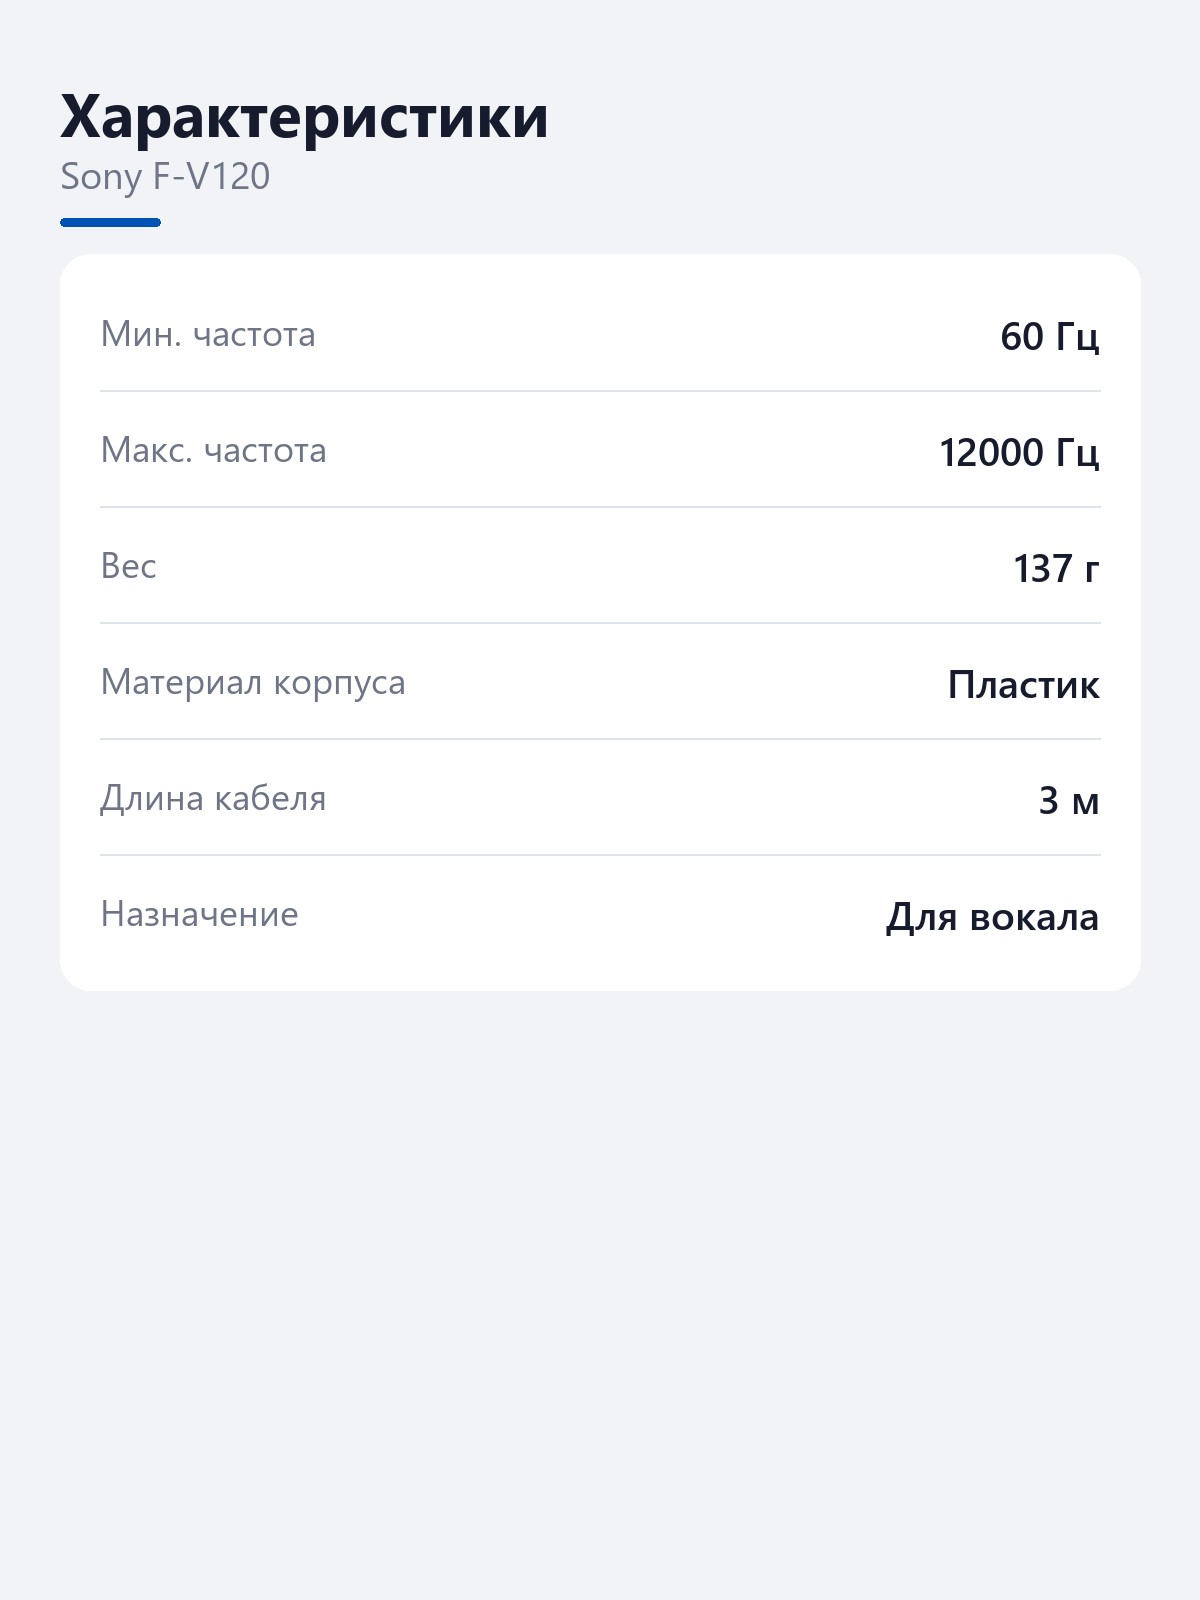 Характеристики
Sony F-V120
Мин. частота 60 Гц
Макс. частота 12000 Гц
Вес 137 г
Материал корпуса Пластик
Длина кабеля 3 м
Назначение Для вокала